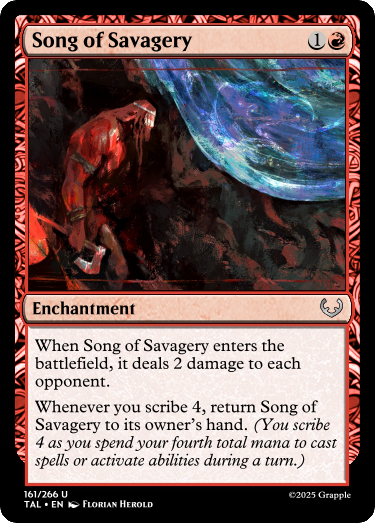 Song of Savagery 1
Enchantment
When Song of Savagery enters the
battlefield, it deals 2 damage to each
opponent.
Whenever you scribe 4, return Song of
Savagery to its owner's hand. (You scribe
4 as you spend your fourth total mana to cast
spells or activate abilities during a turn.)
161/266 U
TAL • EN Florian Herold
©2025 Grapple